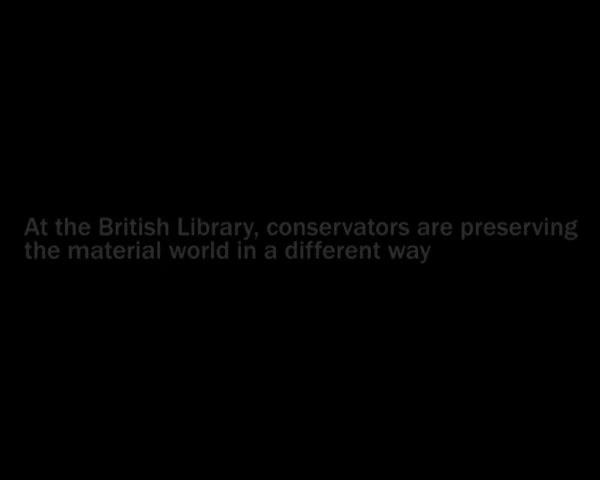 At the British Library, conservators are preserving
the material world in a different way